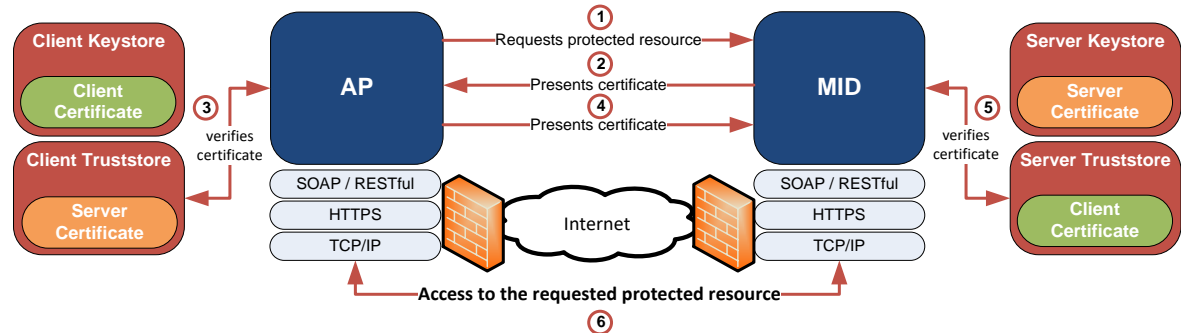 Client Keystore
Client
Certificate
3
verifies
certificate
Client Truststore
Server
Certificate
AP
1
Requests protected resource
2
Presents certificate
4
Presents certificate
MID
5
verifies
certificate
Server Keystore
Server
Certificate
Server Truststore
Client
Certificate
SOAP / RESTful
HTTPS
TCP/IP
Internet
SOAP / RESTful
HTTPS
TCP/IP
Access to the requested protected resource
6